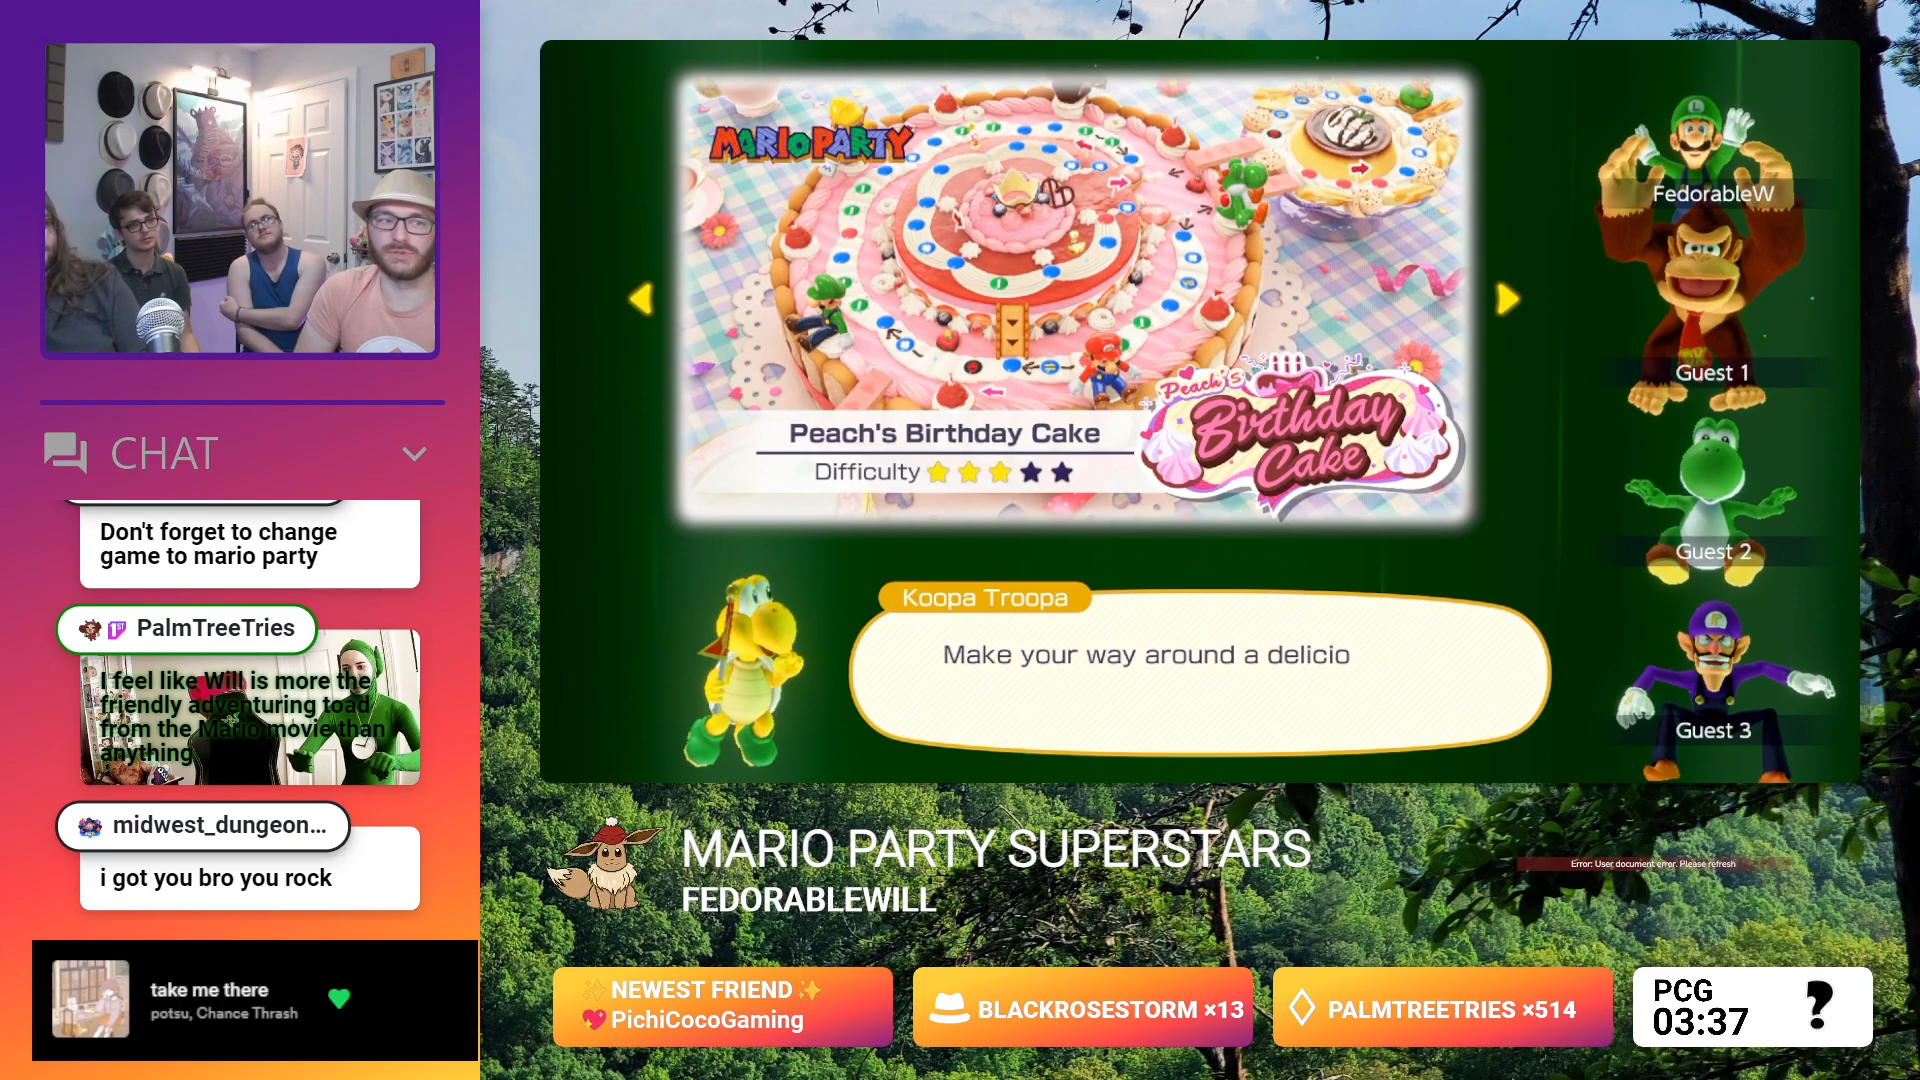 CHAT
Don't forget to change
game to mario party
PalmTreeTries
I feel like Will is more the
friendly adventuring toad
from the Mario movie than
anything
midwest_dungeon...
i got you bro you rock
take me there
potsu, Chance Thrash
MARIO PARTY
Peach's Birthday Cake
Difficulty
Peach's
Birthday
Cake
Koopa Troopa
Make your way around a delicio
FedorableW
Guest 1
Guest 2
Guest 3
MARIO PARTY SUPERSTARS
FEDORABLEWILL
Error: User document error. Please refresh
NEWEST FRIEND
PichiCocoGaming
BLACKROSESTORM ×13
PALMTREETRIES ×514
PCG
03:37
?